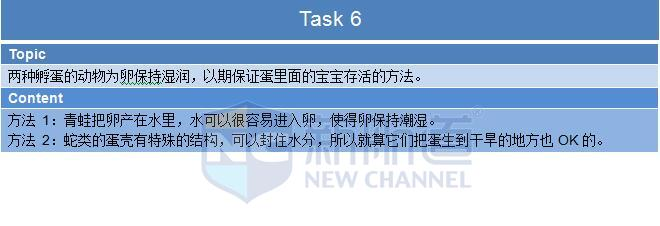 Task 6
Topic
两种孵蛋的动物为卵保持湿润，以期保证蛋里面的宝宝存活的方法。
Content
方法 1：青蛙把卵产在水里，水可以很容易进入卵，使得卵保持潮湿。
方法 2：蛇类的蛋壳有特殊的结构，可以封住水分，所以就算它们把蛋生到干旱的地方也 OK 的。
新航道
NEW CHANNEL